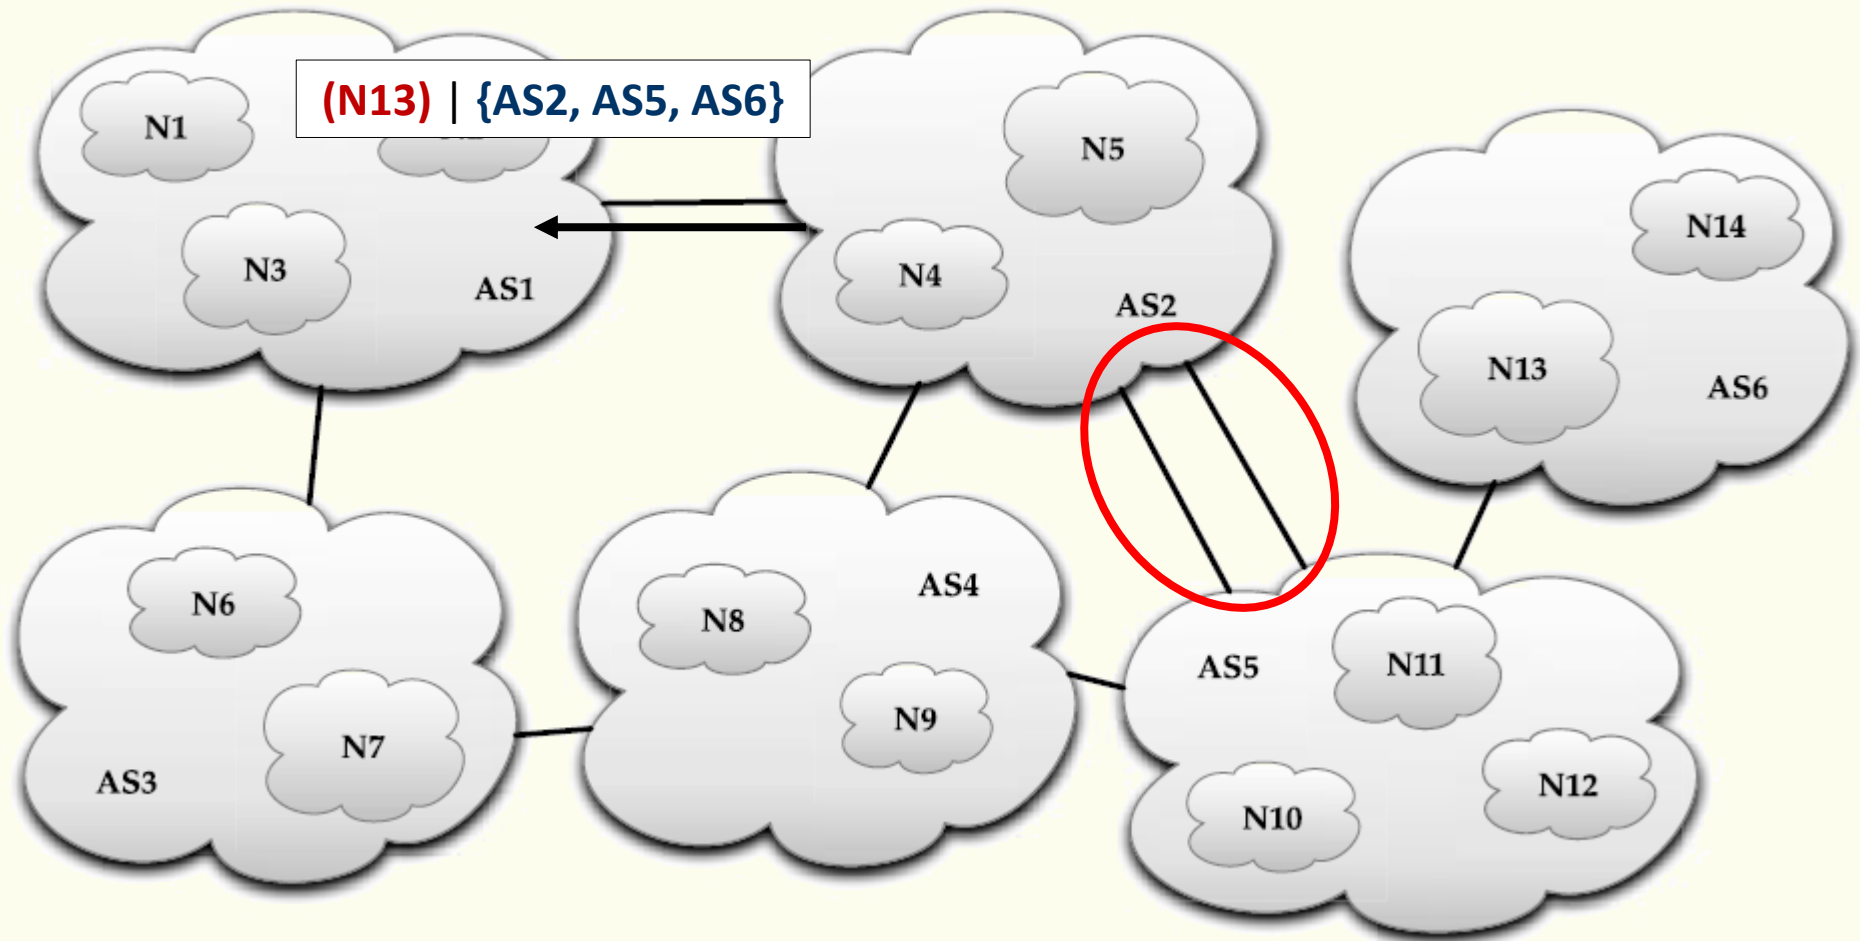 (N13) | {AS2, AS5, AS6}
N1
N3
AS1
N5
N4
AS2
N14
N13
AS6
N6
N7
AS3
AS4
N8
N9
AS5
N11
N12
N10